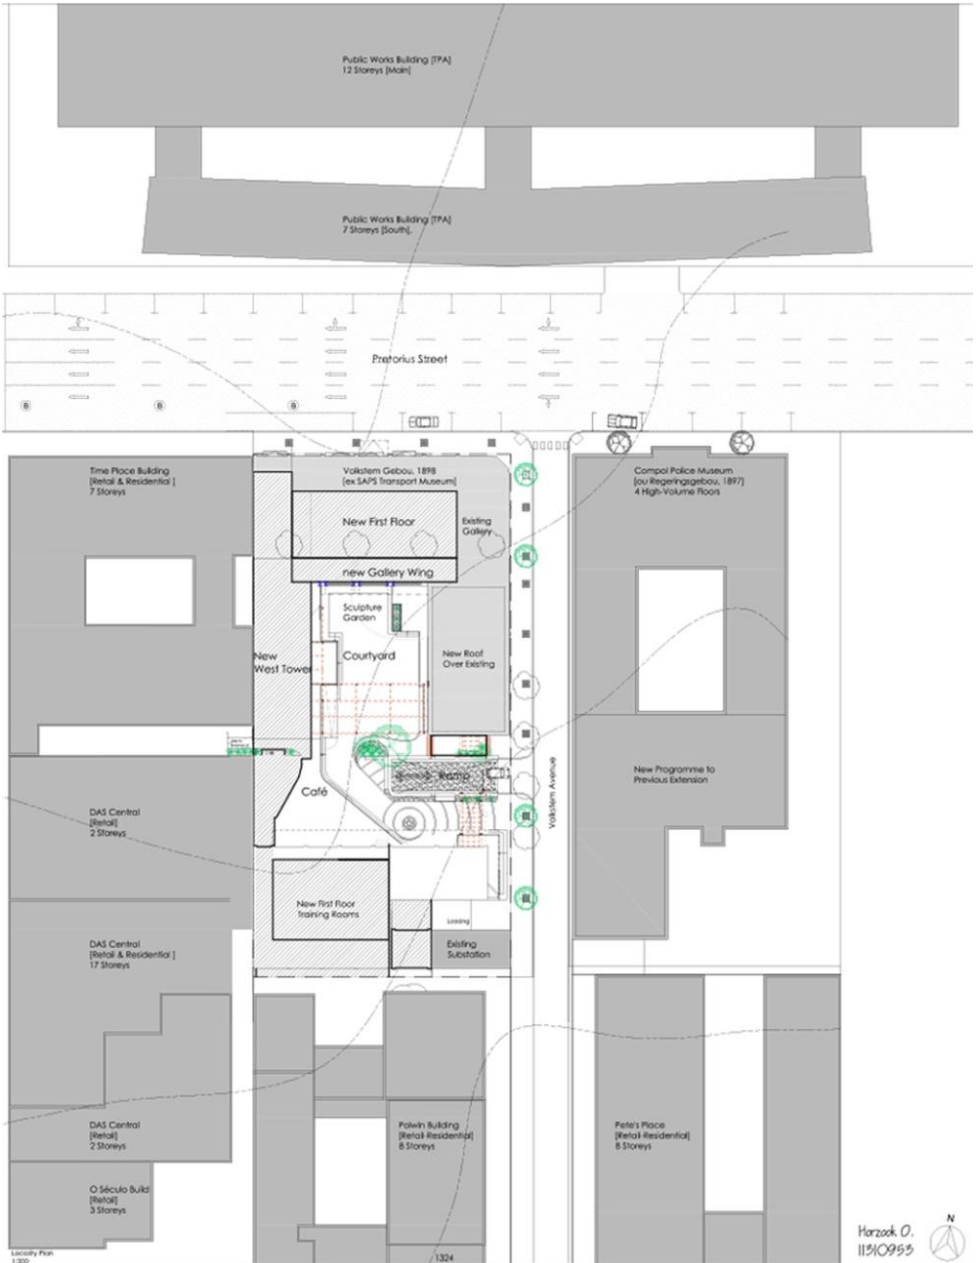 Public Works Building [TPA]
12 Storeys [Main]
Public Works Building [TPA]
7 Storeys [South].
Pretorius Street
B
B
B
Time Place Building
[Retail & Residential ]
7 Storeys
Volkstem Gebou, 1898
[ex SAPS Transport Museum]
Compol Police Museum
[ou Regeringsgebou, 1897]
4 High-Volume Floors
New First Floor
Existing
Gallery
new Gallery Wing
Sculpture
Garden
New
West Tower
Courtyard
New Roof
Over Existing
Ramp
New Programme to
Previous Extension
Café
Volkstem Avenue
DAS Central
[Retail]
2 Storeys
New First Floor
Training Rooms
Loading
Existing
Substation
DAS Central
[Retail & Residential ]
17 Storeys
DAS Central
[Retail]
2 Storeys
Polwin Building
[Retail-Residential]
8 Storeys
Pete's Place
[Retail-Residential]
8 Storeys
O Século Build
[Retail]
3 Storeys
Locality Plan
1:200
1324
Harzook O.
11310953
N